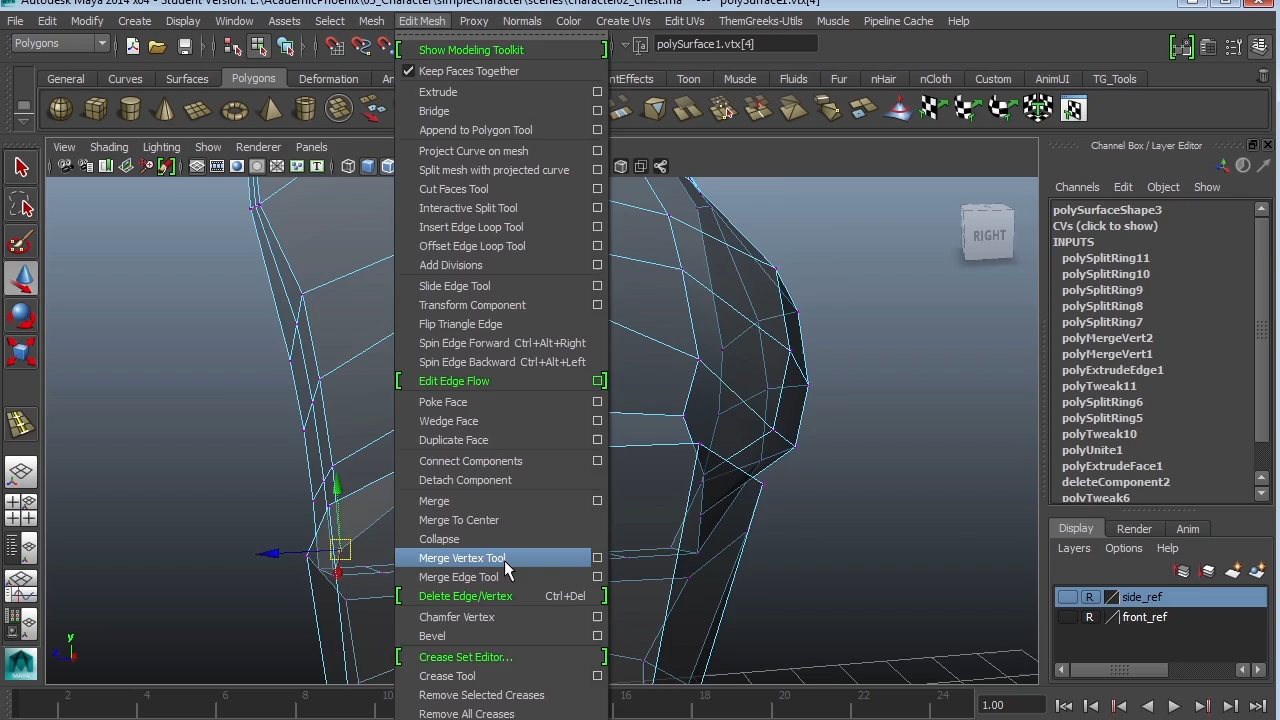 Autodesk Maya 2014 x64 - Student Version: E:\AcademicPhoenix\05_Character\simpleCharacter\scenes\character02_chest.ma* --- polySurface1.vtx[4]
File Edit Modify Create Display Window Assets Select Mesh Edit Mesh Proxy Normals Color Create UVs Edit UVs ThemGreeks-Utils Muscle Pipeline Cache Help
Polygons
polySurface1.vtx[4]
General Curves Surfaces Polygons Deformation
Toon Muscle Fluids Fur nHair nCloth Custom AnimUI TG_Tools
View Shading Lighting Show Renderer Panels
RIGHT
y
Show Modeling Toolkit
Keep Faces Together
Extrude
Bridge
Append to Polygon Tool
Project Curve on mesh
Split mesh with projected curve
Cut Faces Tool
Interactive Split Tool
Insert Edge Loop Tool
Offset Edge Loop Tool
Add Divisions
Slide Edge Tool
Transform Component
Flip Triangle Edge
Spin Edge Forward Ctrl+Alt+Right
Spin Edge Backward Ctrl+Alt+Left
Edit Edge Flow
Poke Face
Wedge Face
Duplicate Face
Connect Components
Detach Component
Merge
Merge To Center
Collapse
Merge Vertex Tool
Merge Edge Tool
Delete Edge/Vertex Ctrl+Del
Chamfer Vertex
Bevel
Crease Set Editor...
Crease Tool
Remove Selected Creases
Remove All Creases
Channel Box / Layer Editor
Channels Edit Object Show
polySurfaceShape3
CVs (click to show)
INPUTS
polySplitRing11
polySplitRing10
polySplitRing9
polySplitRing8
polySplitRing7
polyMergeVert2
polyMergeVert1
polyExtrudeEdge1
polyTweak11
polySplitRing6
polySplitRing5
polyTweak10
polyUnite1
polyExtrudeFace1
deleteComponent2
polyTweak6
Display Render Anim
Layers Options Help
R side_ref
R front_ref
2 4 6 8 10 16 18 20 22 24
1.00